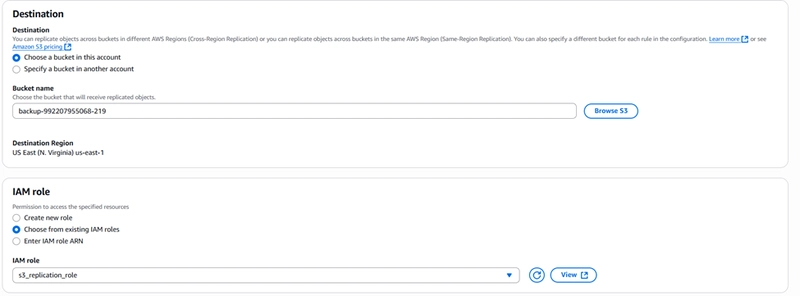 Destination
Destination
You can replicate objects across buckets in different AWS Regions (Cross-Region Replication) or you can replicate objects across buckets in the same AWS Region (Same-Region Replication). You can also specify a different bucket for each rule in the configuration. Learn more or see
Amazon S3 pricing
Choose a bucket in this account
Specify a bucket in another account
Bucket name
Choose the bucket that will receive replicated objects.
backup-992207955068-219 Browse S3
Destination Region
US East (N. Virginia) us-east-1
IAM role
Permission to access the specified resources
Create new role
Choose from existing IAM roles
Enter IAM role ARN
IAM role
s3_replication_role View